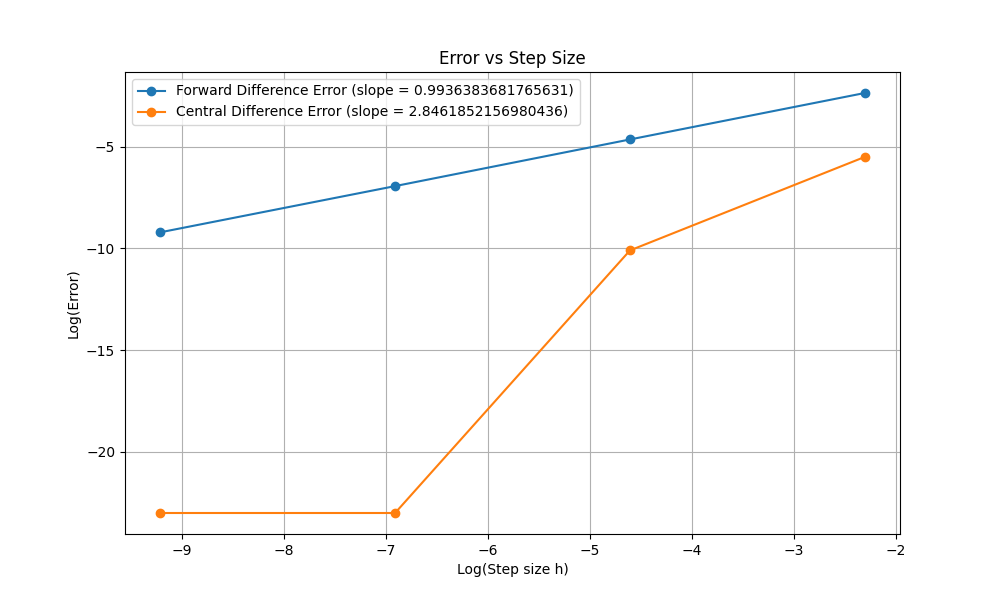 Error vs Step Size
Forward Difference Error (slope = 0.9936383681765631)
Central Difference Error (slope = 2.8461852156980436)
Log(Error)
−5
−10
−15
−20
−9
−8
−7
−6
−5
−4
−3
−2
Log(Step size h)